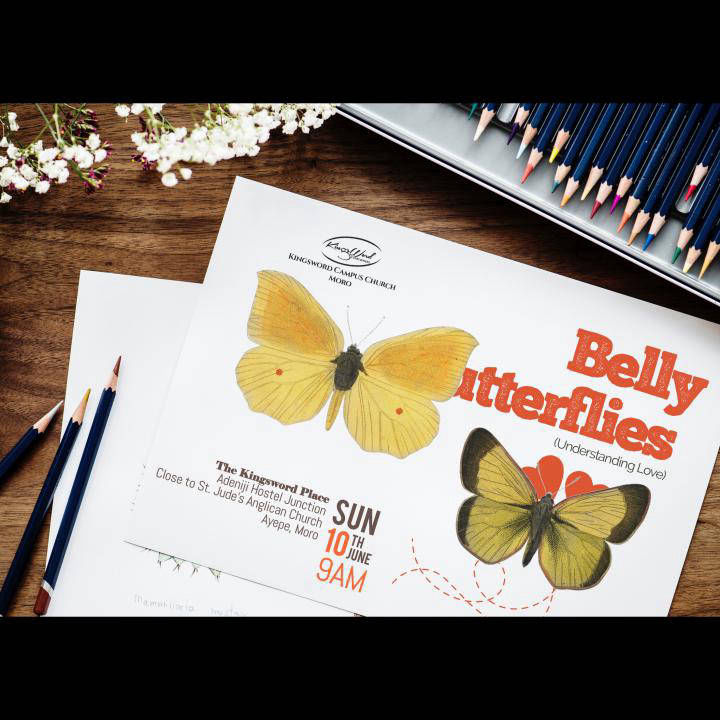 KingsWord
KINGSWORD CAMPUS CHURCH
MORO
Belly
utterflies
(Understanding Love)
The Kingsword Place
Adeniji Hostel Junction
Close to St. Jude's Anglican Church
Ayepe, Moro
SUN
10TH
JUNE
9AM